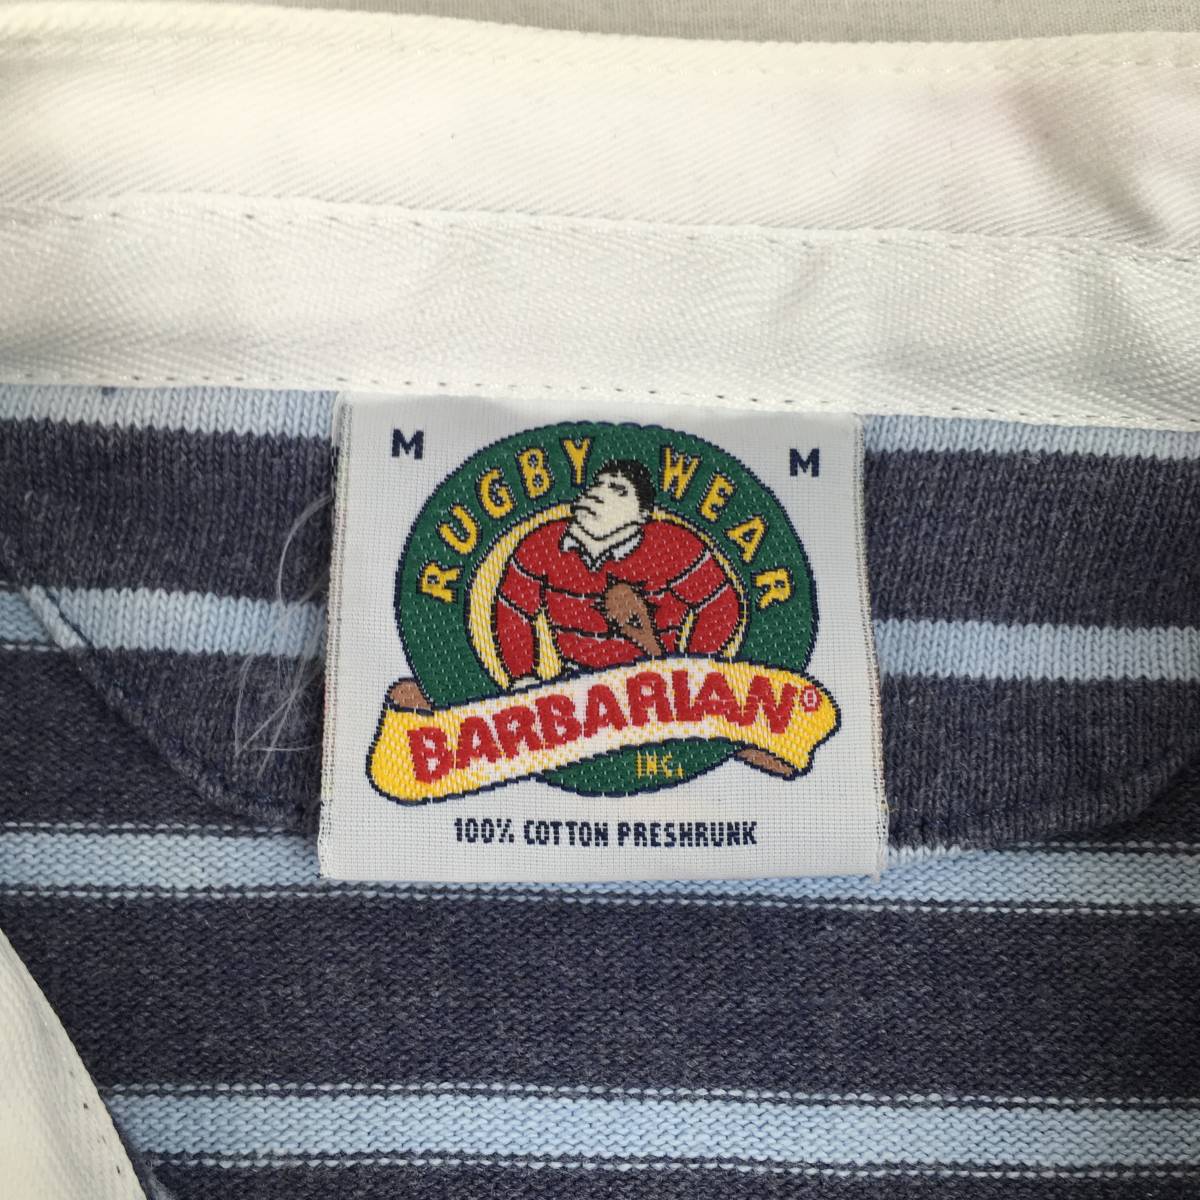 M M
RUGBY WEAR
BARBARIAN®
INC.
100% COTTON PRESHRUNK